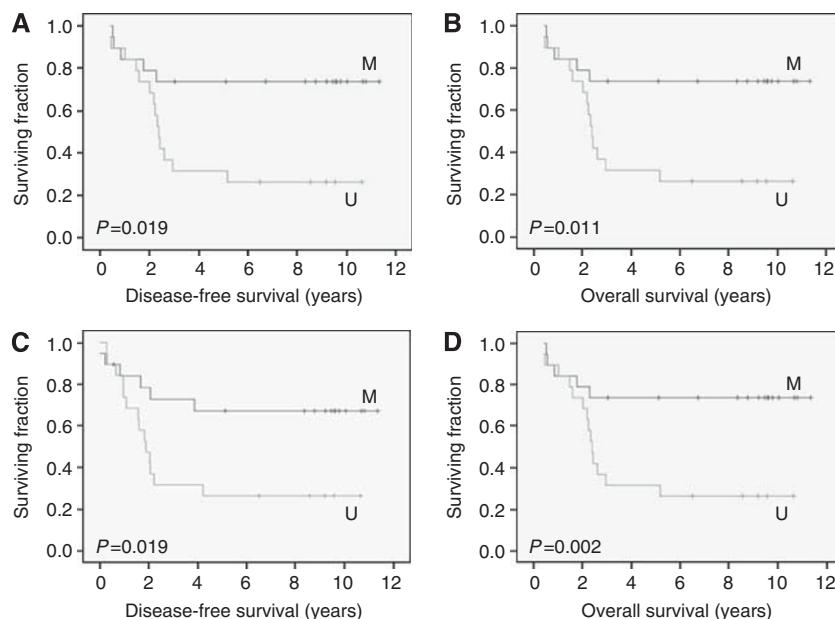 A
Surviving fraction
1.0
0.8
0.6
0.4
0.2
0.0
M
U
P=0.019
0 2 4 6 8 10 12
Disease-free survival (years)
B
Surviving fraction
1.0
0.8
0.6
0.4
0.2
0.0
M
U
P=0.011
0 2 4 6 8 10 12
Overall survival (years)
C
Surviving fraction
1.0
0.8
0.6
0.4
0.2
0.0
M
U
P=0.019
0 2 4 6 8 10 12
Disease-free survival (years)
D
Surviving fraction
1.0
0.8
0.6
0.4
0.2
0.0
M
U
P=0.002
0 2 4 6 8 10 12
Overall survival (years)